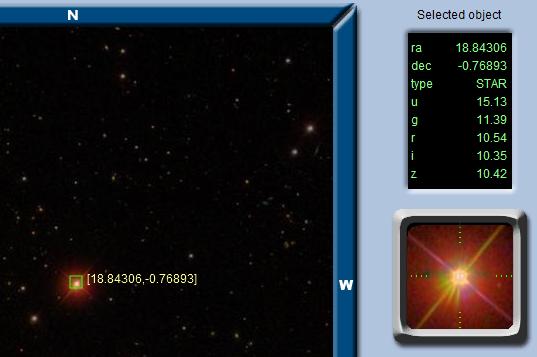 N
Selected object
ra 18.84306
dec -0.76893
type STAR
u 15.13
g 11.39
r 10.54
i 10.35
z 10.42
[18.84306,-0.76893]
W